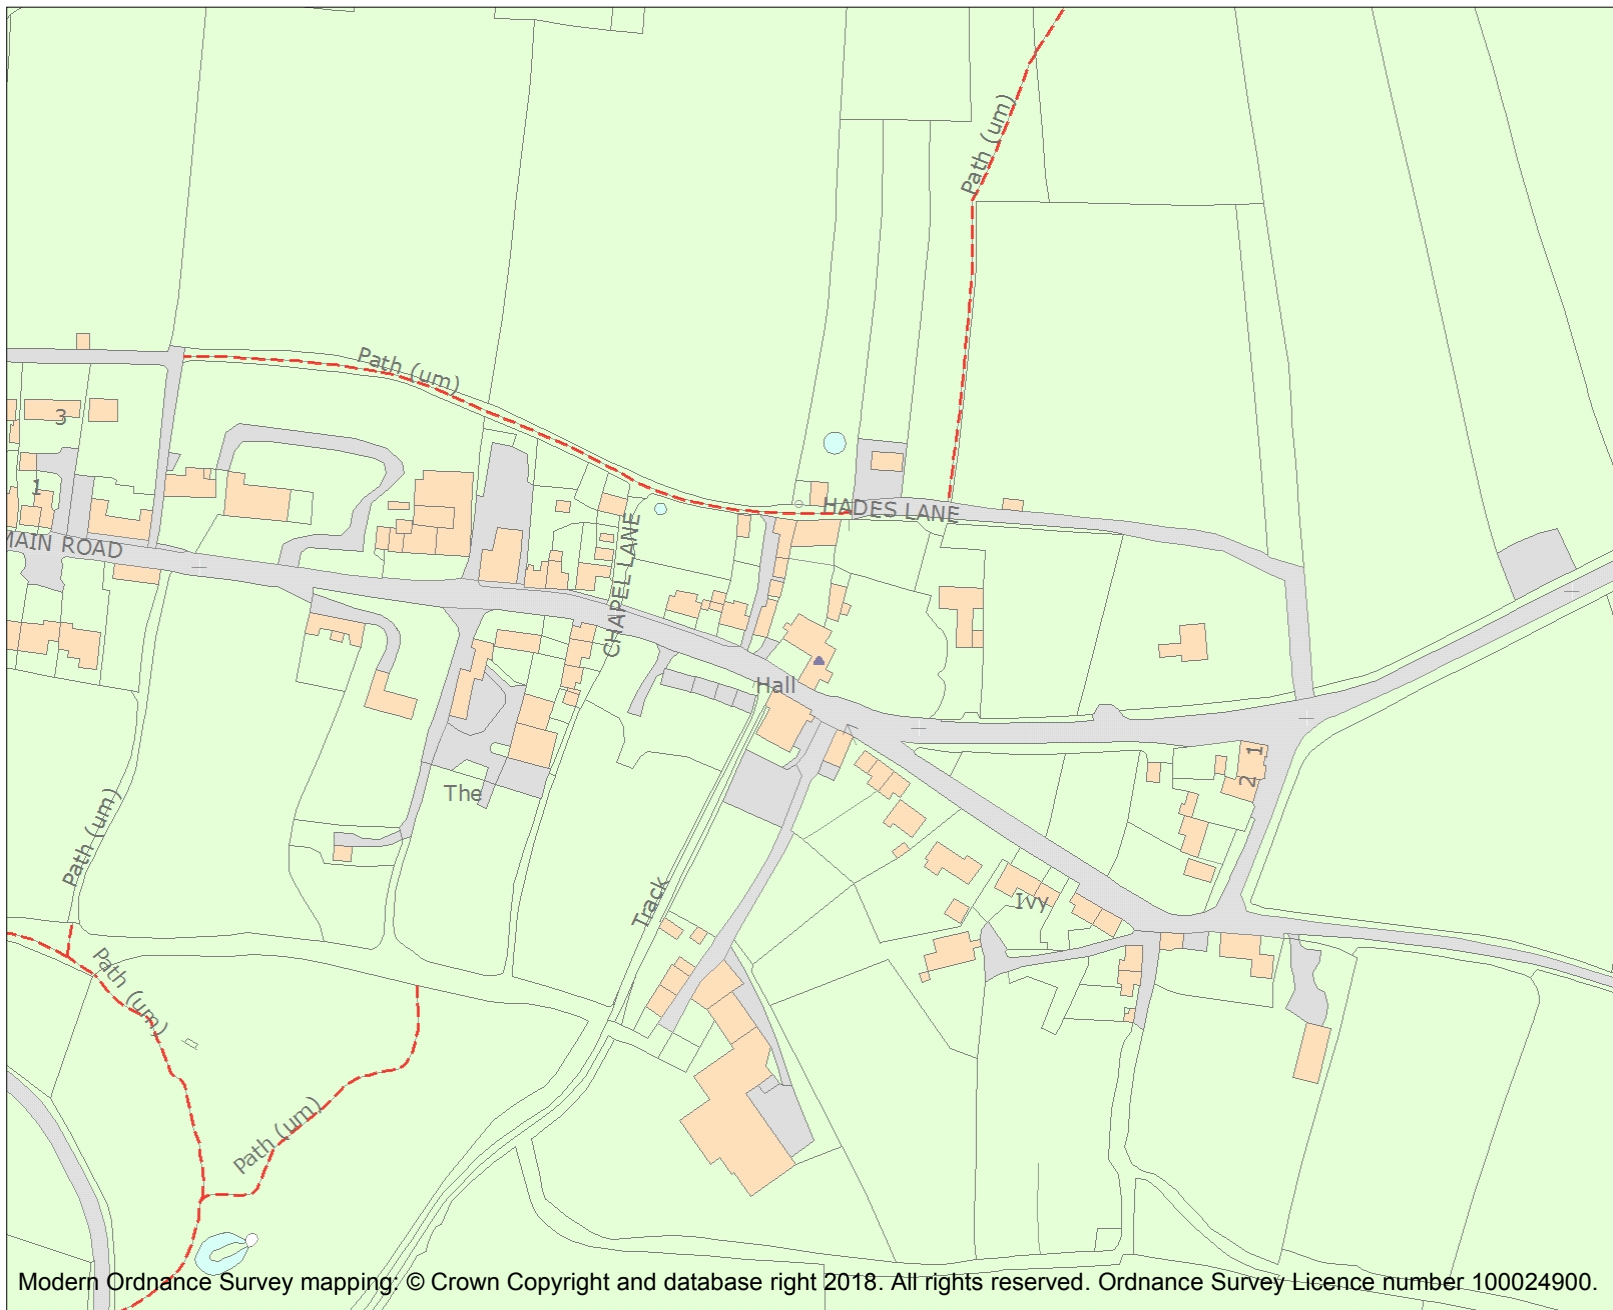 Path (um)
Path (um)
3
1
HADES LANE
MAIN ROAD
CHAPEL LANE
Hall
1
2
The
Path (um)
Track
Ivy
Path (um)
Path (um)
Modern Ordnance Survey mapping: © Crown Copyright and database right 2018. All rights reserved. Ordnance Survey Licence number 100024900.